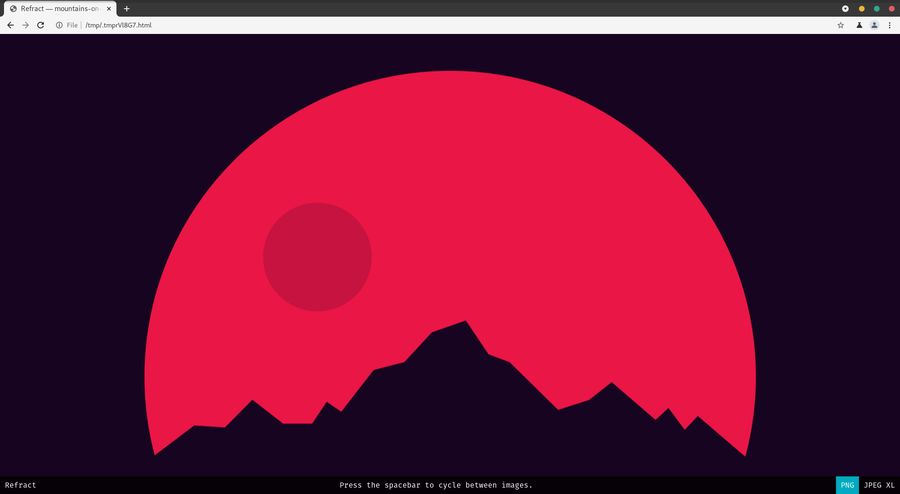 Refract — mountains-on
File /tmp/.tmprVl8G7.html
Refract
Press the spacebar to cycle between images.
PNG JPEG XL